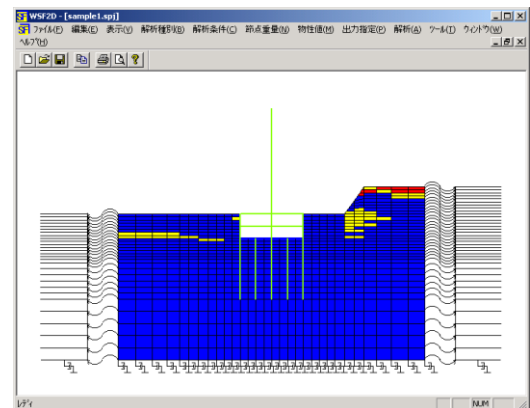 WSF2D - [sample1.spj]
ファイル(F) 編集(E) 表示(V) 解析種別(B) 解析条件(C) 節点重量(N) 物性値(M) 出力指定(P) 解析(A) ツール(T) ウィンドウ(W)
ヘルプ(H)
レディ
NUM